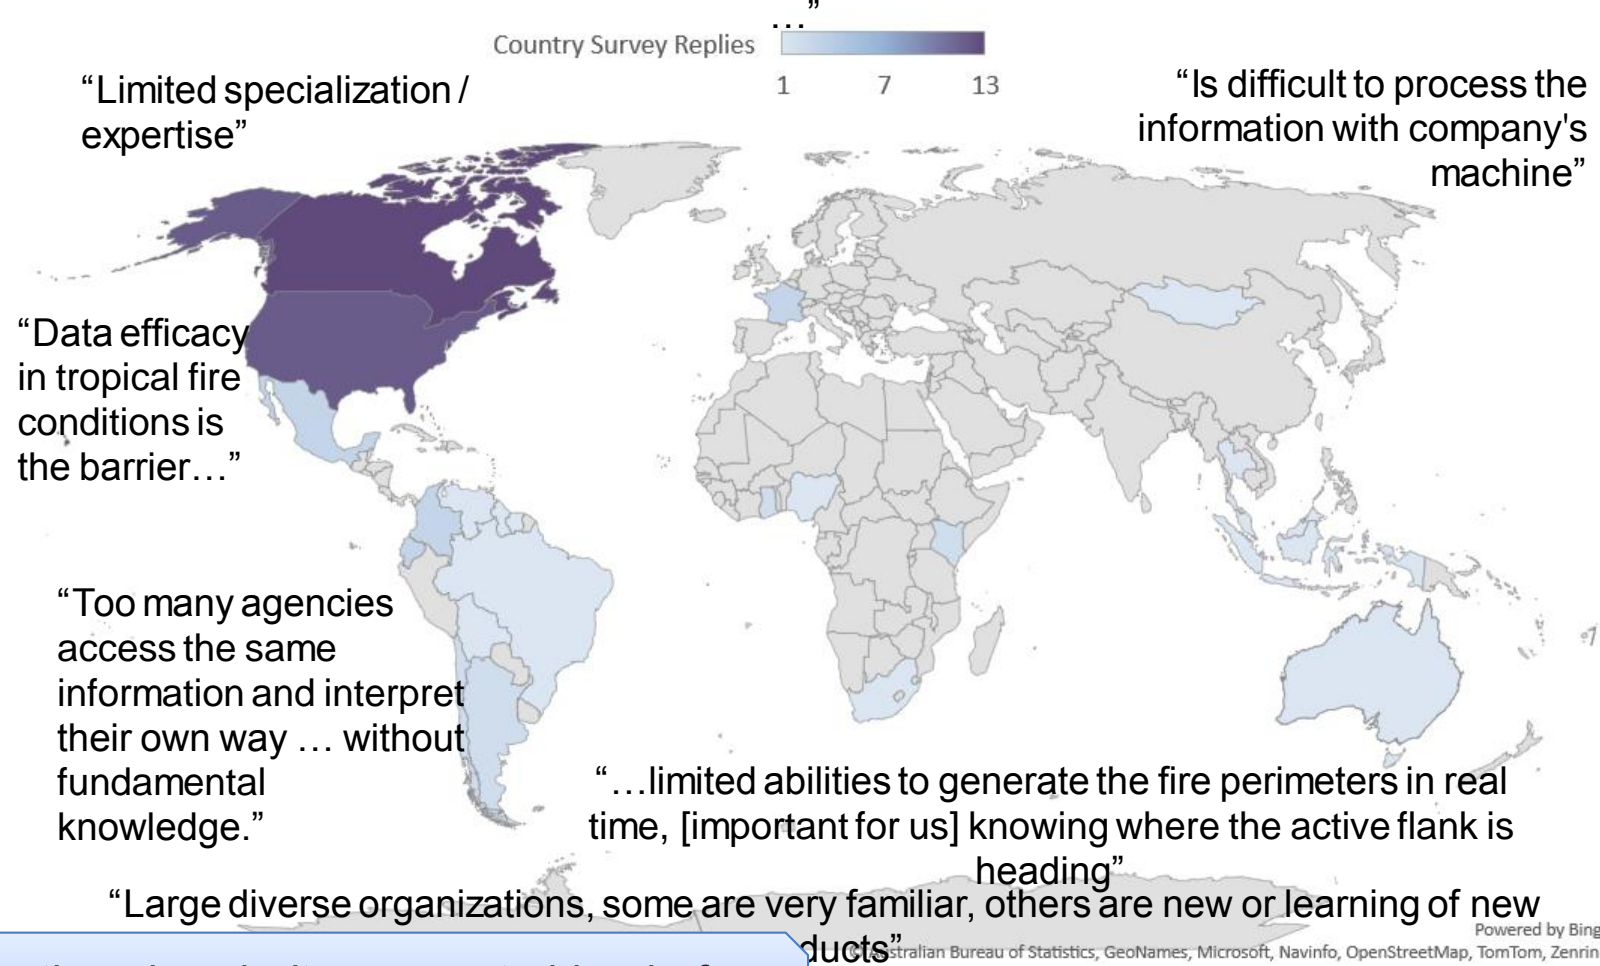 …”
Country Survey Replies
1 7 13
“Limited specialization /
expertise”
“Is difficult to process the
information with company's
machine”
“Data efficacy
in tropical fire
conditions is
the barrier…”
“Too many agencies
access the same
information and interpret
their own way … without
fundamental
knowledge.”
“…limited abilities to generate the fire perimeters in real
time, [important for us] knowing where the active flank is
heading”
“Large diverse organizations, some are very familiar, others are new or learning of new
ducts”
Powered by Bing
© Australian Bureau of Statistics, GeoNames, Microsoft, Navinfo, OpenStreetMap, TomTom, Zenrin